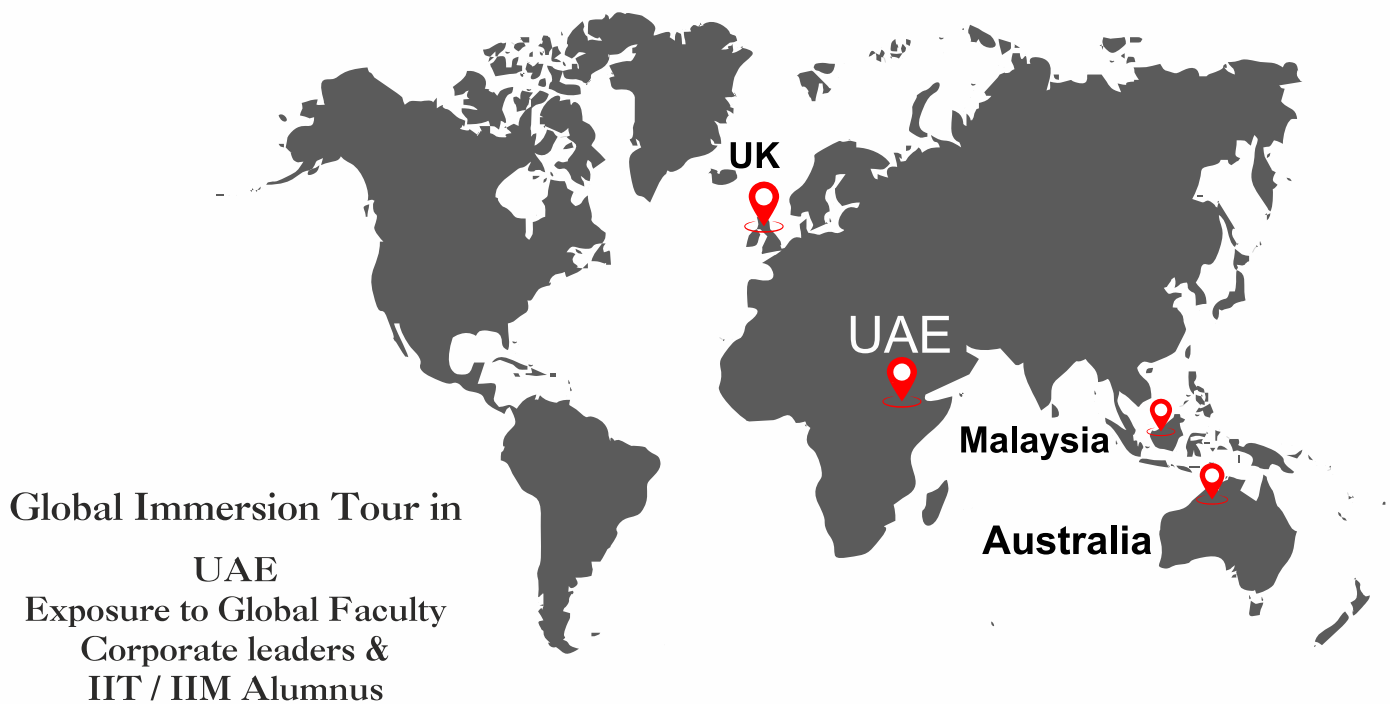 UK
UAE
Malaysia
Australia
Global Immersion Tour in
UAE
Exposure to Global Faculty
Corporate leaders &
IIT / IIM Alumnus